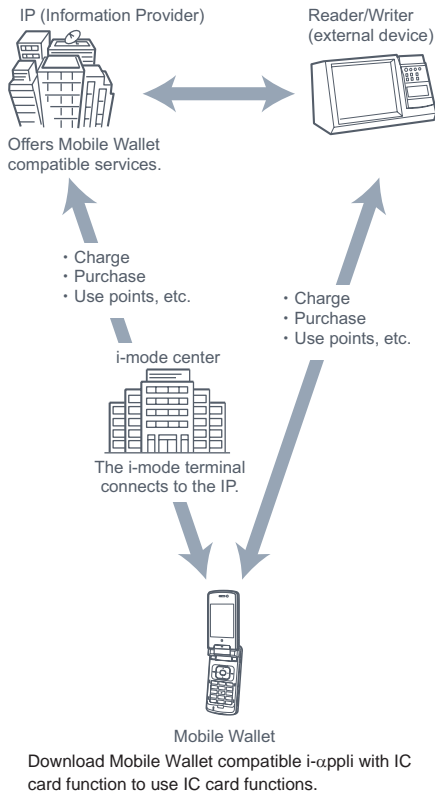 IP (Information Provider)
Reader/Writer
(external device)
Offers Mobile Wallet
compatible services.
・Charge
・Purchase
・Use points, etc.
・Charge
・Purchase
・Use points, etc.
i-mode center
The i-mode terminal
connects to the IP.
Mobile Wallet
Download Mobile Wallet compatible i-αppli with IC
card function to use IC card functions.